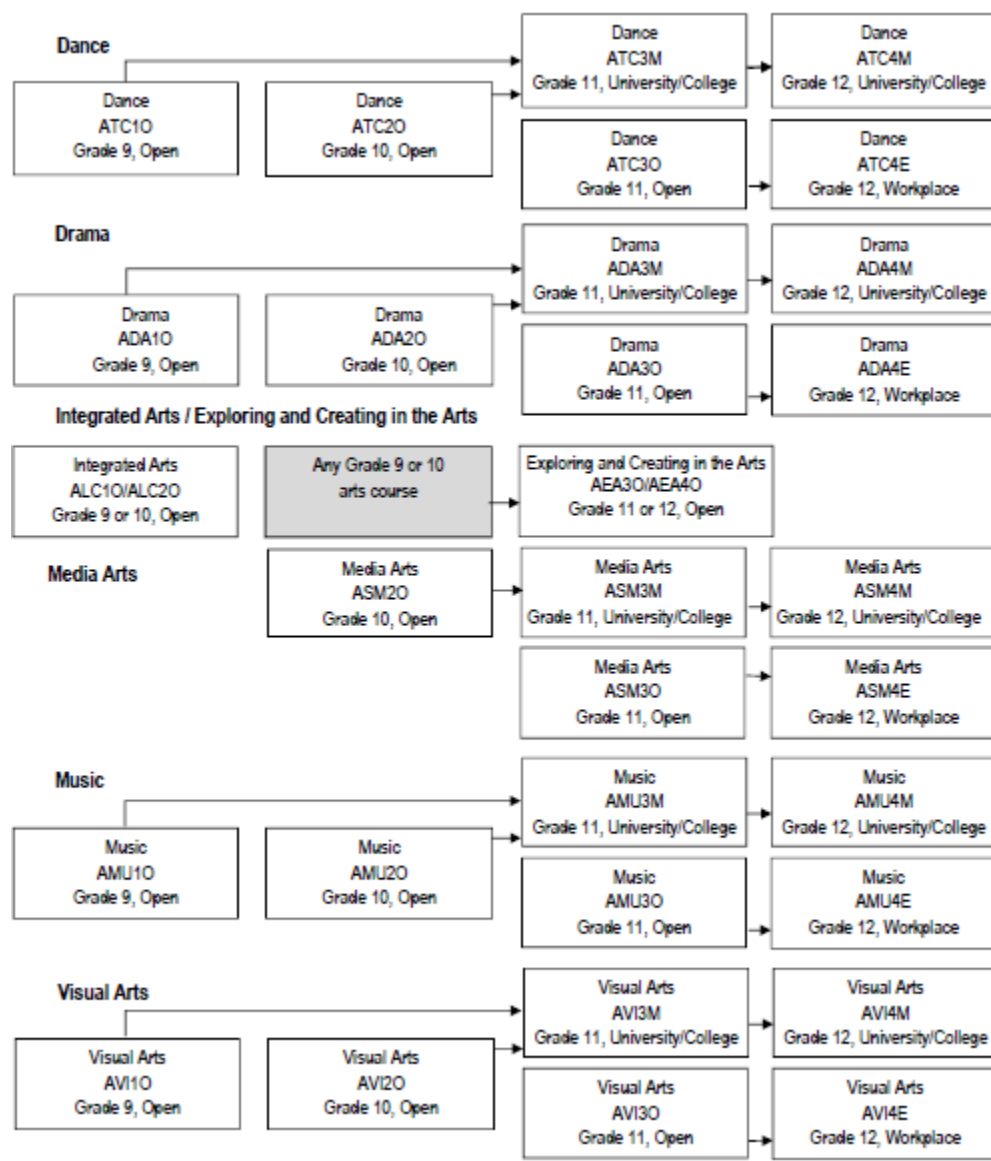 Dance
Dance
ATC1O
Grade 9, Open
Dance
ATC2O
Grade 10, Open
Dance
ATC3M
Grade 11, University/College
Dance
ATC4M
Grade 12, University/College
Dance
ATC3O
Grade 11, Open
Dance
ATC4E
Grade 12, Workplace
Drama
Drama
ADA1O
Grade 9, Open
Drama
ADA2O
Grade 10, Open
Drama
ADA3M
Grade 11, University/College
Drama
ADA4M
Grade 12, University/College
Drama
ADA3O
Grade 11, Open
Drama
ADA4E
Grade 12, Workplace
Integrated Arts / Exploring and Creating in the Arts
Integrated Arts
ALC1O/ALC2O
Grade 9 or 10, Open
Any Grade 9 or 10
arts course
Exploring and Creating in the Arts
AEA3O/AEA4O
Grade 11 or 12, Open
Media Arts
Media Arts
ASM2O
Grade 10, Open
Media Arts
ASM3M
Grade 11, University/College
Media Arts
ASM4M
Grade 12, University/College
Media Arts
ASM3O
Grade 11, Open
Media Arts
ASM4E
Grade 12, Workplace
Music
Music
AMU1O
Grade 9, Open
Music
AMU2O
Grade 10, Open
Music
AMU3M
Grade 11, University/College
Music
AMU4M
Grade 12, University/College
Music
AMU3O
Grade 11, Open
Music
AMU4E
Grade 12, Workplace
Visual Arts
Visual Arts
AVI1O
Grade 9, Open
Visual Arts
AVI2O
Grade 10, Open
Visual Arts
AVI3M
Grade 11, University/College
Visual Arts
AVI4M
Grade 12, University/College
Visual Arts
AVI3O
Grade 11, Open
Visual Arts
AVI4E
Grade 12, Workplace